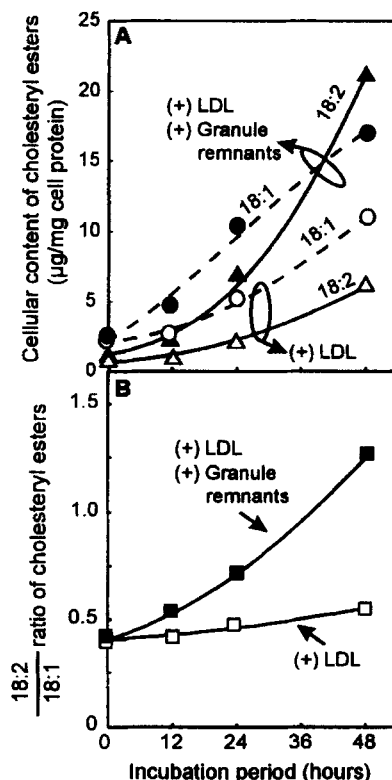 A
Cellular content of cholesteryl esters
(µg/mg cell protein)
25
20
15
10
5
0
(+) LDL
(+) Granule
remnants
18:2
18:1
18:1
18:2
(+) LDL
B
18:2
18:1
ratio of cholesteryl esters
1.5
1.0
0.5
0
(+) LDL
(+) Granule
remnants
(+) LDL
0 12 24 36 48
Incubation period (hours)